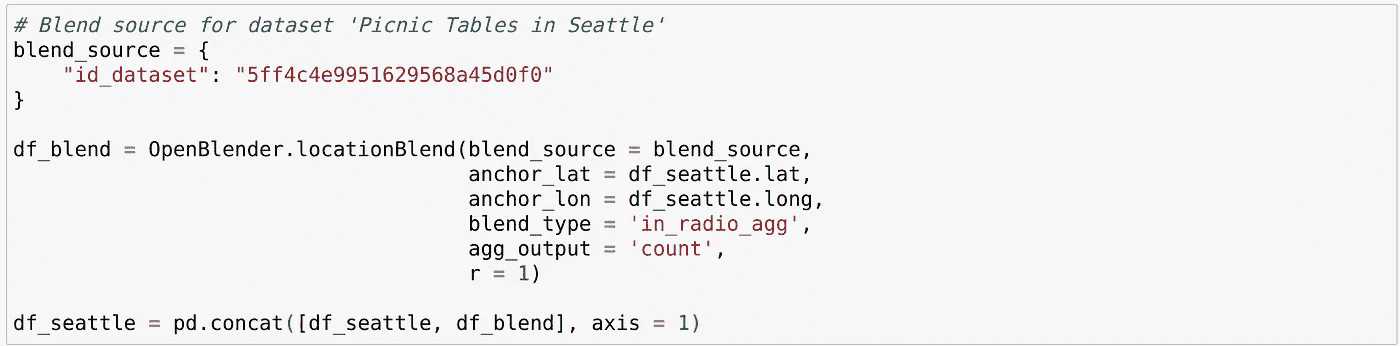 # Blend source for dataset 'Picnic Tables in Seattle'
blend_source = {
    "id_dataset": "5ff4c4e9951629568a45d0f0"
}
df_blend = OpenBlender.locationBlend(blend_source = blend_source,
                                     anchor_lat = df_seattle.lat,
                                     anchor_lon = df_seattle.long,
                                     blend_type = 'in_radio_agg',
                                     agg_output = 'count',
                                     r = 1)
df_seattle = pd.concat([df_seattle, df_blend], axis = 1)